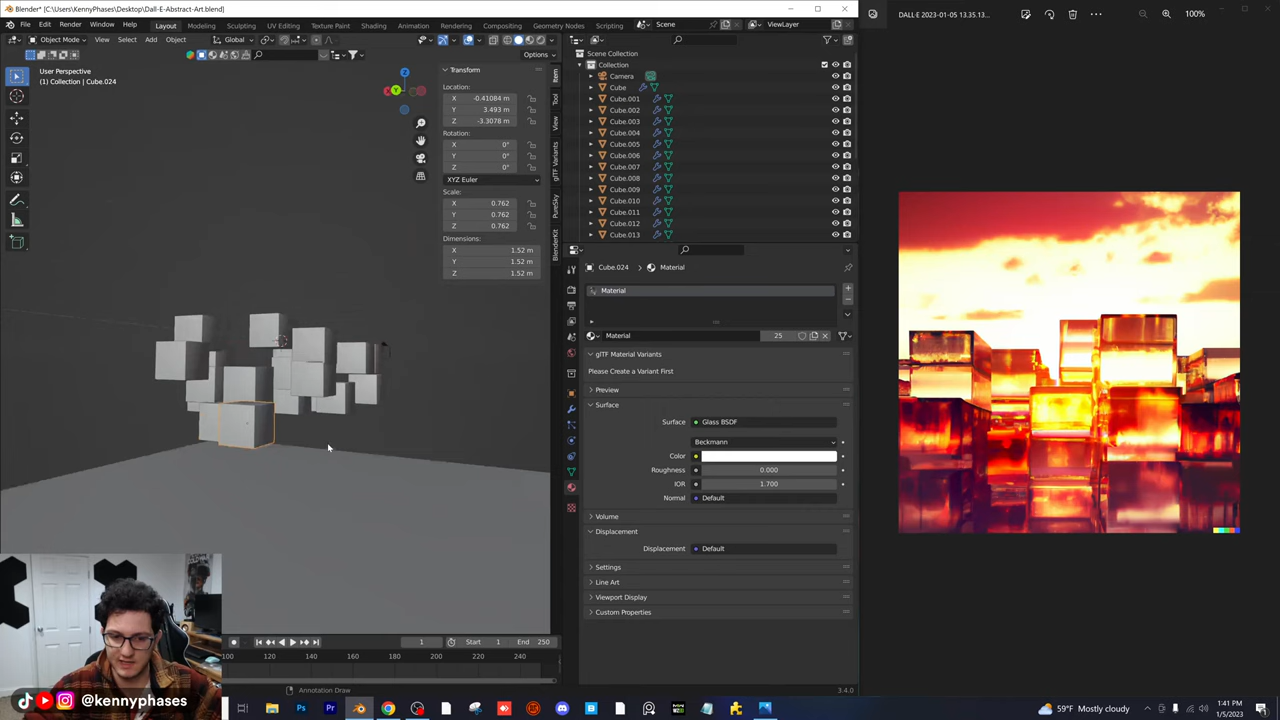 Blender* [C:\Users\KennyPhases\Desktop\Dall-E-Abstract-Art.blend]
DALL·E 2023-01-05 13.35.13...
100%
File Edit Render Window Help
Layout Modeling Sculpting UV Editing Texture Paint Shading Animation Rendering Compositing Geometry Nodes Scripting
Scene
ViewLayer
Object Mode
View Select Add Object
Global
Options
User Perspective
(1) Collection | Cube.024
Transform
Location:
X -0.41084 m
Y 3.493 m
Z -3.3078 m
Rotation:
X 0°
Y 0°
Z 0°
XYZ Euler
Scale:
X 0.762
Y 0.762
Z 0.762
Dimensions:
X 1.52 m
Y 1.52 m
Z 1.52 m
Item
Tool
View
glTF Variants
PureSky
BlenderKit
Scene Collection
Collection
Camera
Cube
Cube.001
Cube.002
Cube.003
Cube.004
Cube.005
Cube.006
Cube.007
Cube.008
Cube.009
Cube.010
Cube.011
Cube.012
Cube.013
Cube.024 > Material
Material
Material 25
glTF Material Variants
Please Create a Variant First
Preview
Surface
Surface Glass BSDF
Beckmann
Color
Roughness 0.000
IOR 1.700
Normal Default
Volume
Displacement
Displacement Default
Settings
Line Art
Viewport Display
Custom Properties
1
Start 1
End 250
100 120 140 160 180 200 220 240
Annotation Draw
3.4.0
@kennyphases
59°F Mostly cloudy
1:41 PM
1/5/2023